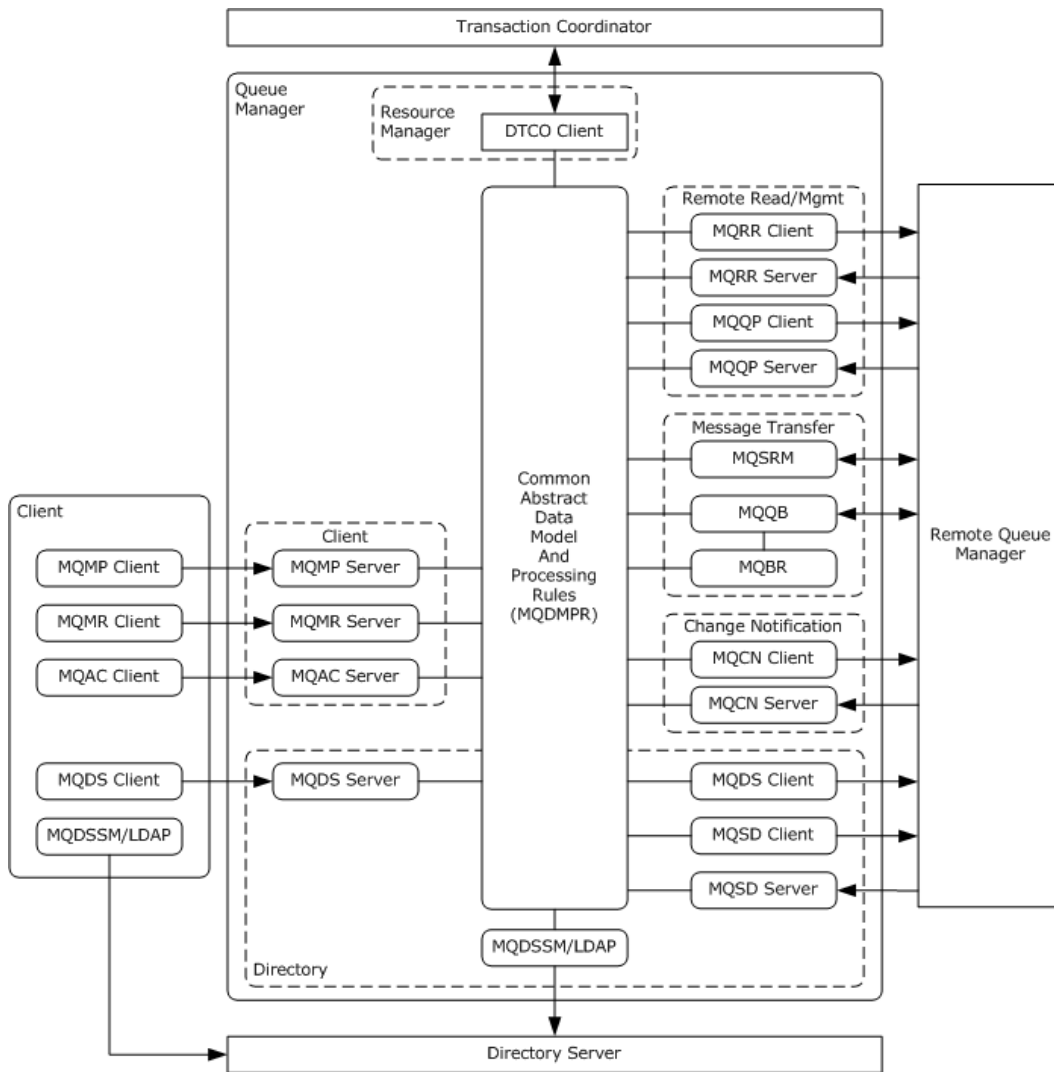 Transaction Coordinator
Queue
Manager
Resource
Manager
DTCO Client
Remote Read/Mgmt
MQRR Client
MQRR Server
MQQP Client
MQQP Server
Message Transfer
MQSRM
MQQB
MQBR
Change Notification
MQCN Client
MQCN Server
MQDS Client
MQSD Client
MQSD Server
Common
Abstract
Data
Model
And
Processing
Rules
(MQDMPR)
Remote Queue
Manager
Client
MQMP Client
MQMR Client
MQAC Client
MQDS Client
MQDSSM/LDAP
Client
MQMP Server
MQMR Server
MQAC Server
MQDS Server
MQDSSM/LDAP
Directory
Directory Server